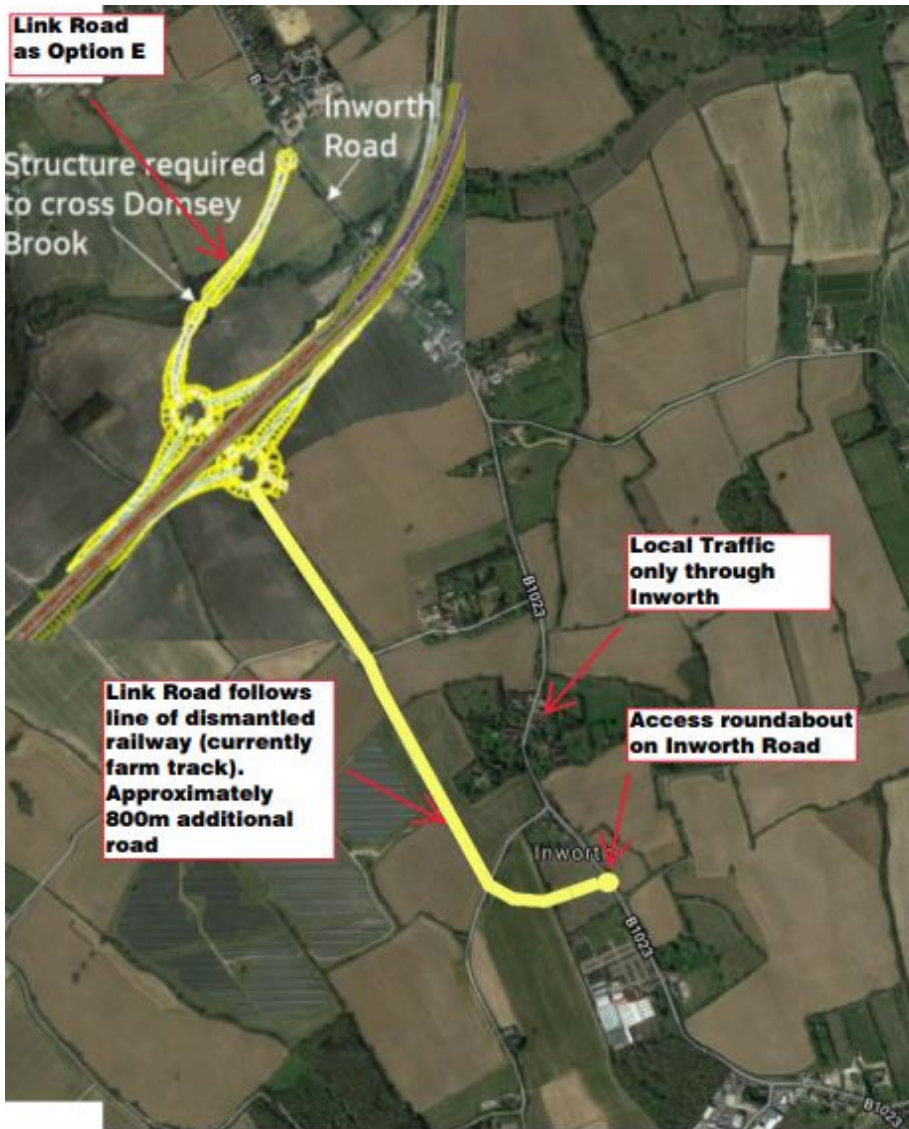 Link Road
as Option E
B
Inworth
Road
Structure required
to cross Domsey
Brook
B1023
Local Traffic
only through
Inworth
Link Road follows
line of dismantled
railway (currently
farm track).
Approximately
800m additional
road
Access roundabout
on Inworth Road
Inworth
B1023
B1023